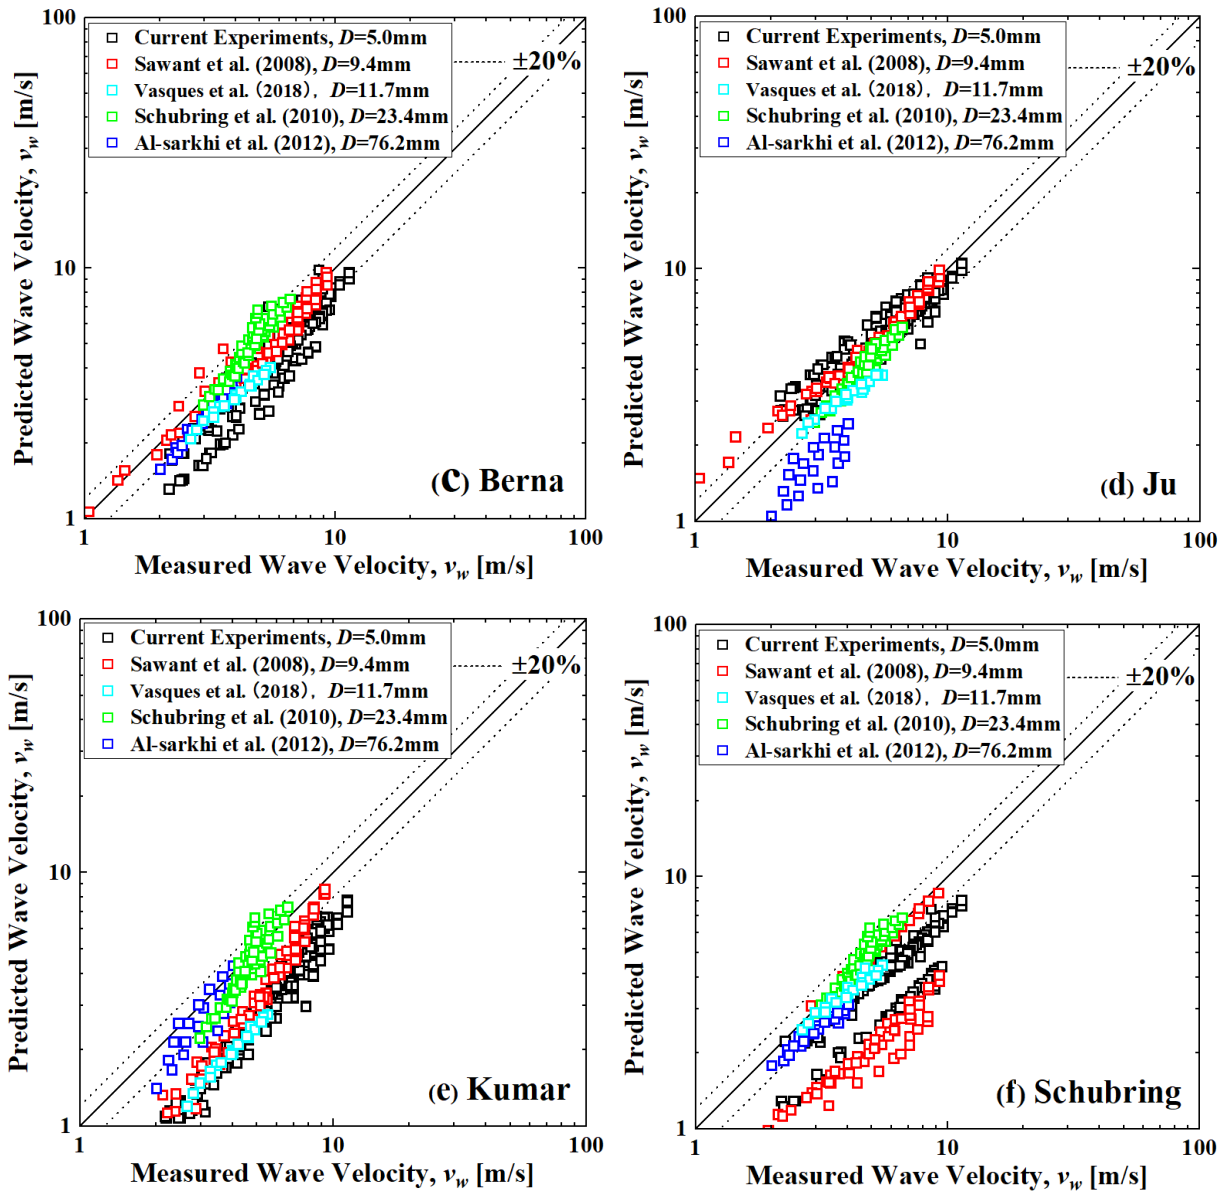 100
10
1
Predicted Wave Velocity, v_w [m/s]
Current Experiments, D=5.0mm
Sawant et al. (2008), D=9.4mm
Vasques et al.（2018）, D=11.7mm
Schubring et al. (2010), D=23.4mm
Al-sarkhi et al. (2012), D=76.2mm
±20%
(c) Berna
1 10 100
Measured Wave Velocity, v_w [m/s]
100
10
1
Predicted Wave Velocity, v_w [m/s]
Current Experiments, D=5.0mm
Sawant et al. (2008), D=9.4mm
Vasques et al.（2018）, D=11.7mm
Schubring et al. (2010), D=23.4mm
Al-sarkhi et al. (2012), D=76.2mm
±20%
(d) Ju
1 10 100
Measured Wave Velocity, v_w [m/s]
100
10
1
Predicted Wave Velocity, v_w [m/s]
Current Experiments, D=5.0mm
Sawant et al. (2008), D=9.4mm
Vasques et al.（2018）, D=11.7mm
Schubring et al. (2010), D=23.4mm
Al-sarkhi et al. (2012), D=76.2mm
±20%
(e) Kumar
1 10 100
Measured Wave Velocity, v_w [m/s]
100
10
1
Predicted Wave Velocity, v_w [m/s]
Current Experiments, D=5.0mm
Sawant et al. (2008), D=9.4mm
Vasques et al.（2018）, D=11.7mm
Schubring et al. (2010), D=23.4mm
Al-sarkhi et al. (2012), D=76.2mm
±20%
(f) Schubring
1 10 100
Measured Wave Velocity, v_w [m/s]